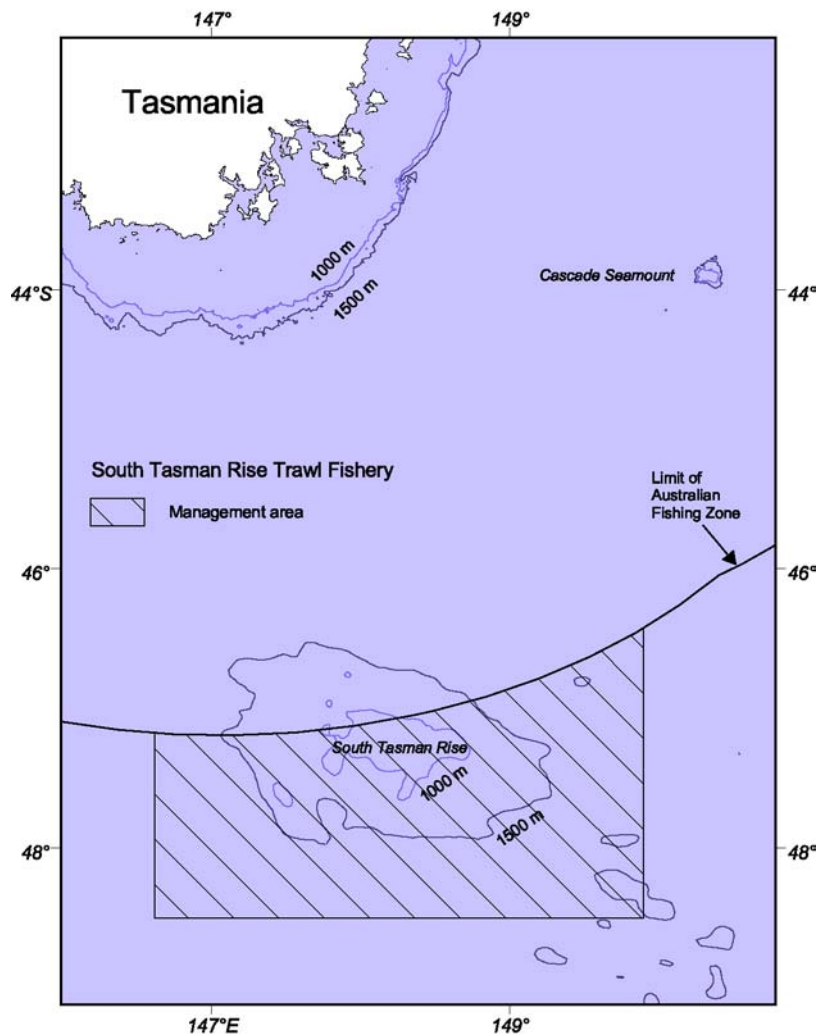 147°
149°
Tasmania
1000 m
1500 m
Cascade Seamount
44°S
44°
South Tasman Rise Trawl Fishery
Management area
Limit of
Australian
Fishing Zone
46°
46°
South Tasman Rise
1000 m
1500 m
48°
48°
147°E
149°